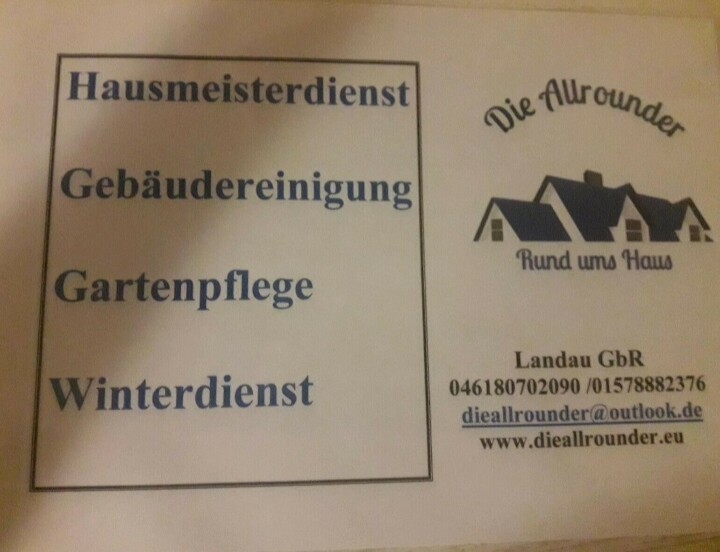 Hausmeisterdienst
Gebäudereinigung
Gartenpflege
Winterdienst
Die Allrounder
Rund ums Haus
Landau GbR
046180702090 /01578882376
dieallrounder@outlook.de
www.dieallrounder.eu